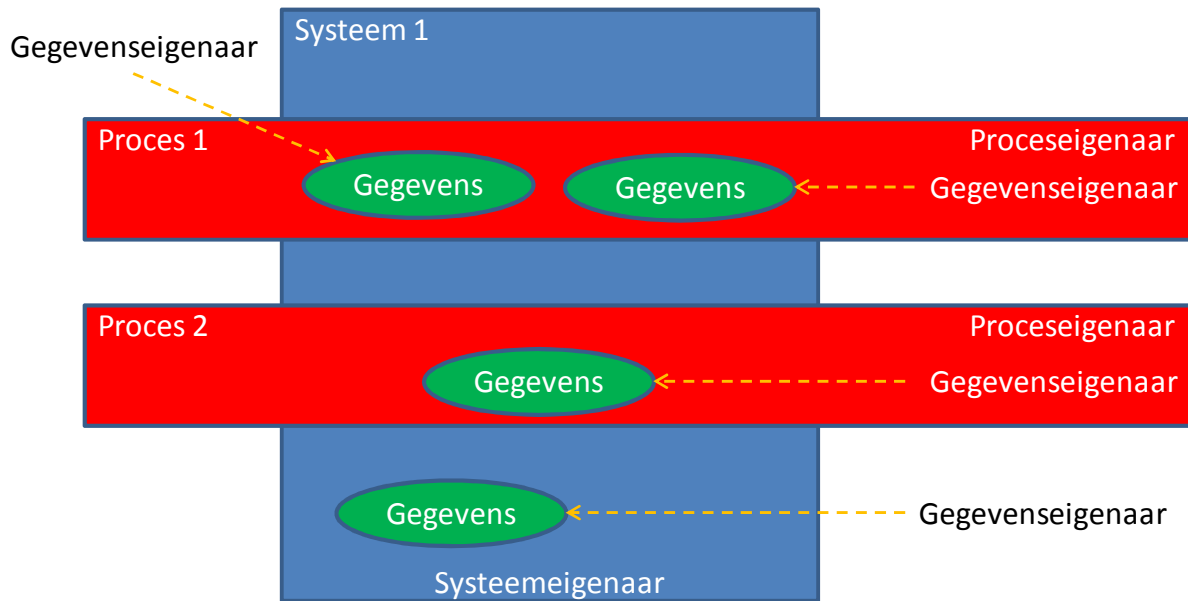 Systeem 1
Gegevenseigenaar
Proces 1
Proceseigenaar
Gegevens
Gegevens
Gegevenseigenaar
Proces 2
Proceseigenaar
Gegevens
Gegevenseigenaar
Gegevens
Gegevenseigenaar
Systeemeigenaar